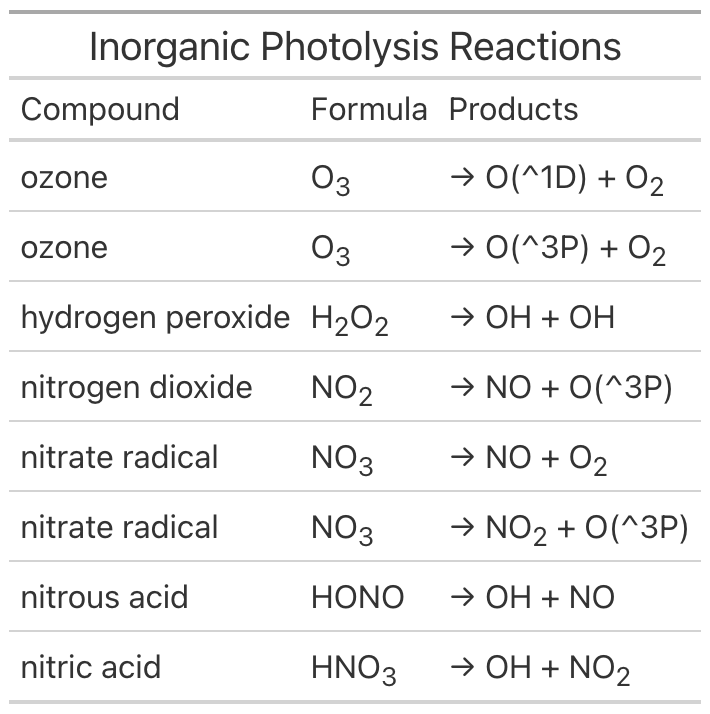 Inorganic Photolysis Reactions
Compound Formula Products
ozone O₃ → O(^1D) + O₂
ozone O₃ → O(^3P) + O₂
hydrogen peroxide H₂O₂ → OH + OH
nitrogen dioxide NO₂ → NO + O(^3P)
nitrate radical NO₃ → NO + O₂
nitrate radical NO₃ → NO₂ + O(^3P)
nitrous acid HONO → OH + NO
nitric acid HNO₃ → OH + NO₂